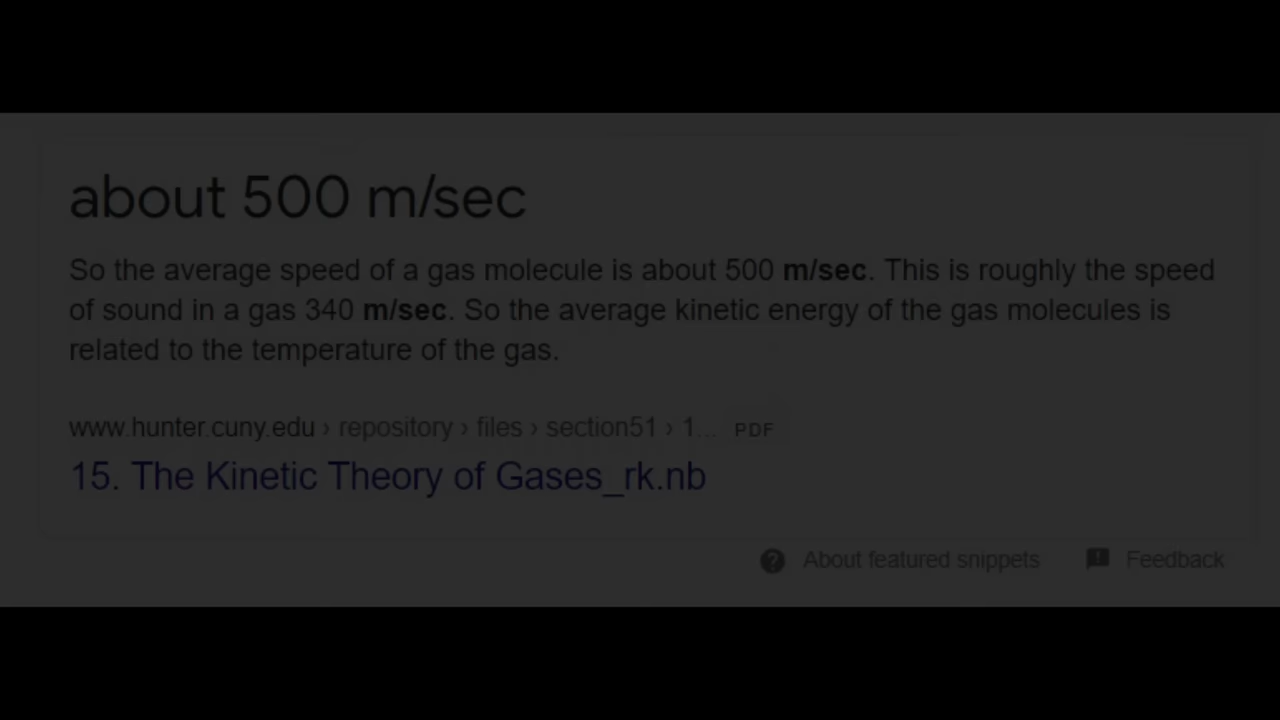 about 500 m/sec
So the average speed of a gas molecule is about 500 m/sec. This is roughly the speed
of sound in a gas 340 m/sec. So the average kinetic energy of the gas molecules is
related to the temperature of the gas.
www.hunter.cuny.edu › repository › files › section51 › 1... PDF
15. The Kinetic Theory of Gases_rk.nb
About featured snippets Feedback